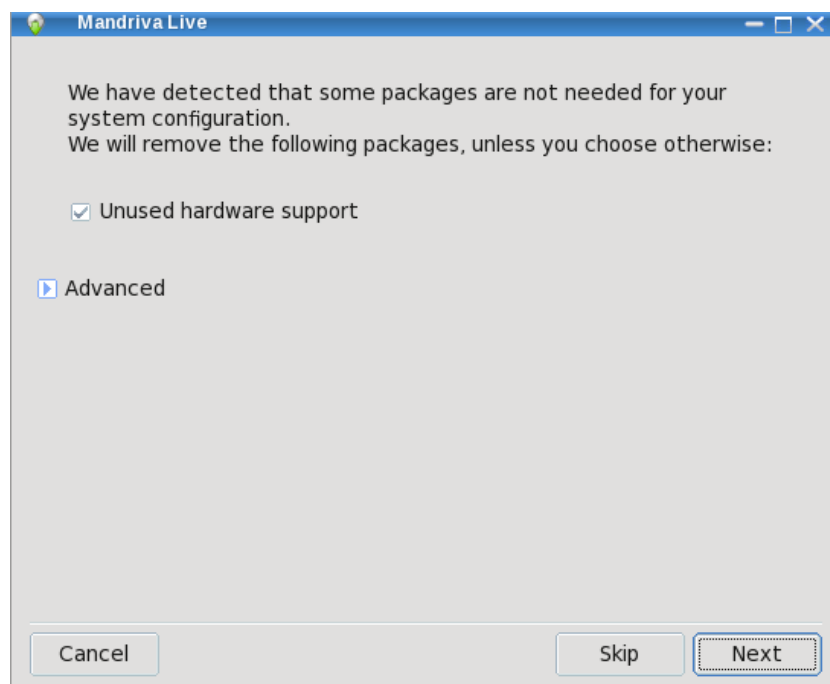 Mandriva Live
We have detected that some packages are not needed for your
system configuration.
We will remove the following packages, unless you choose otherwise:
Unused hardware support
Advanced
Cancel
Skip
Next